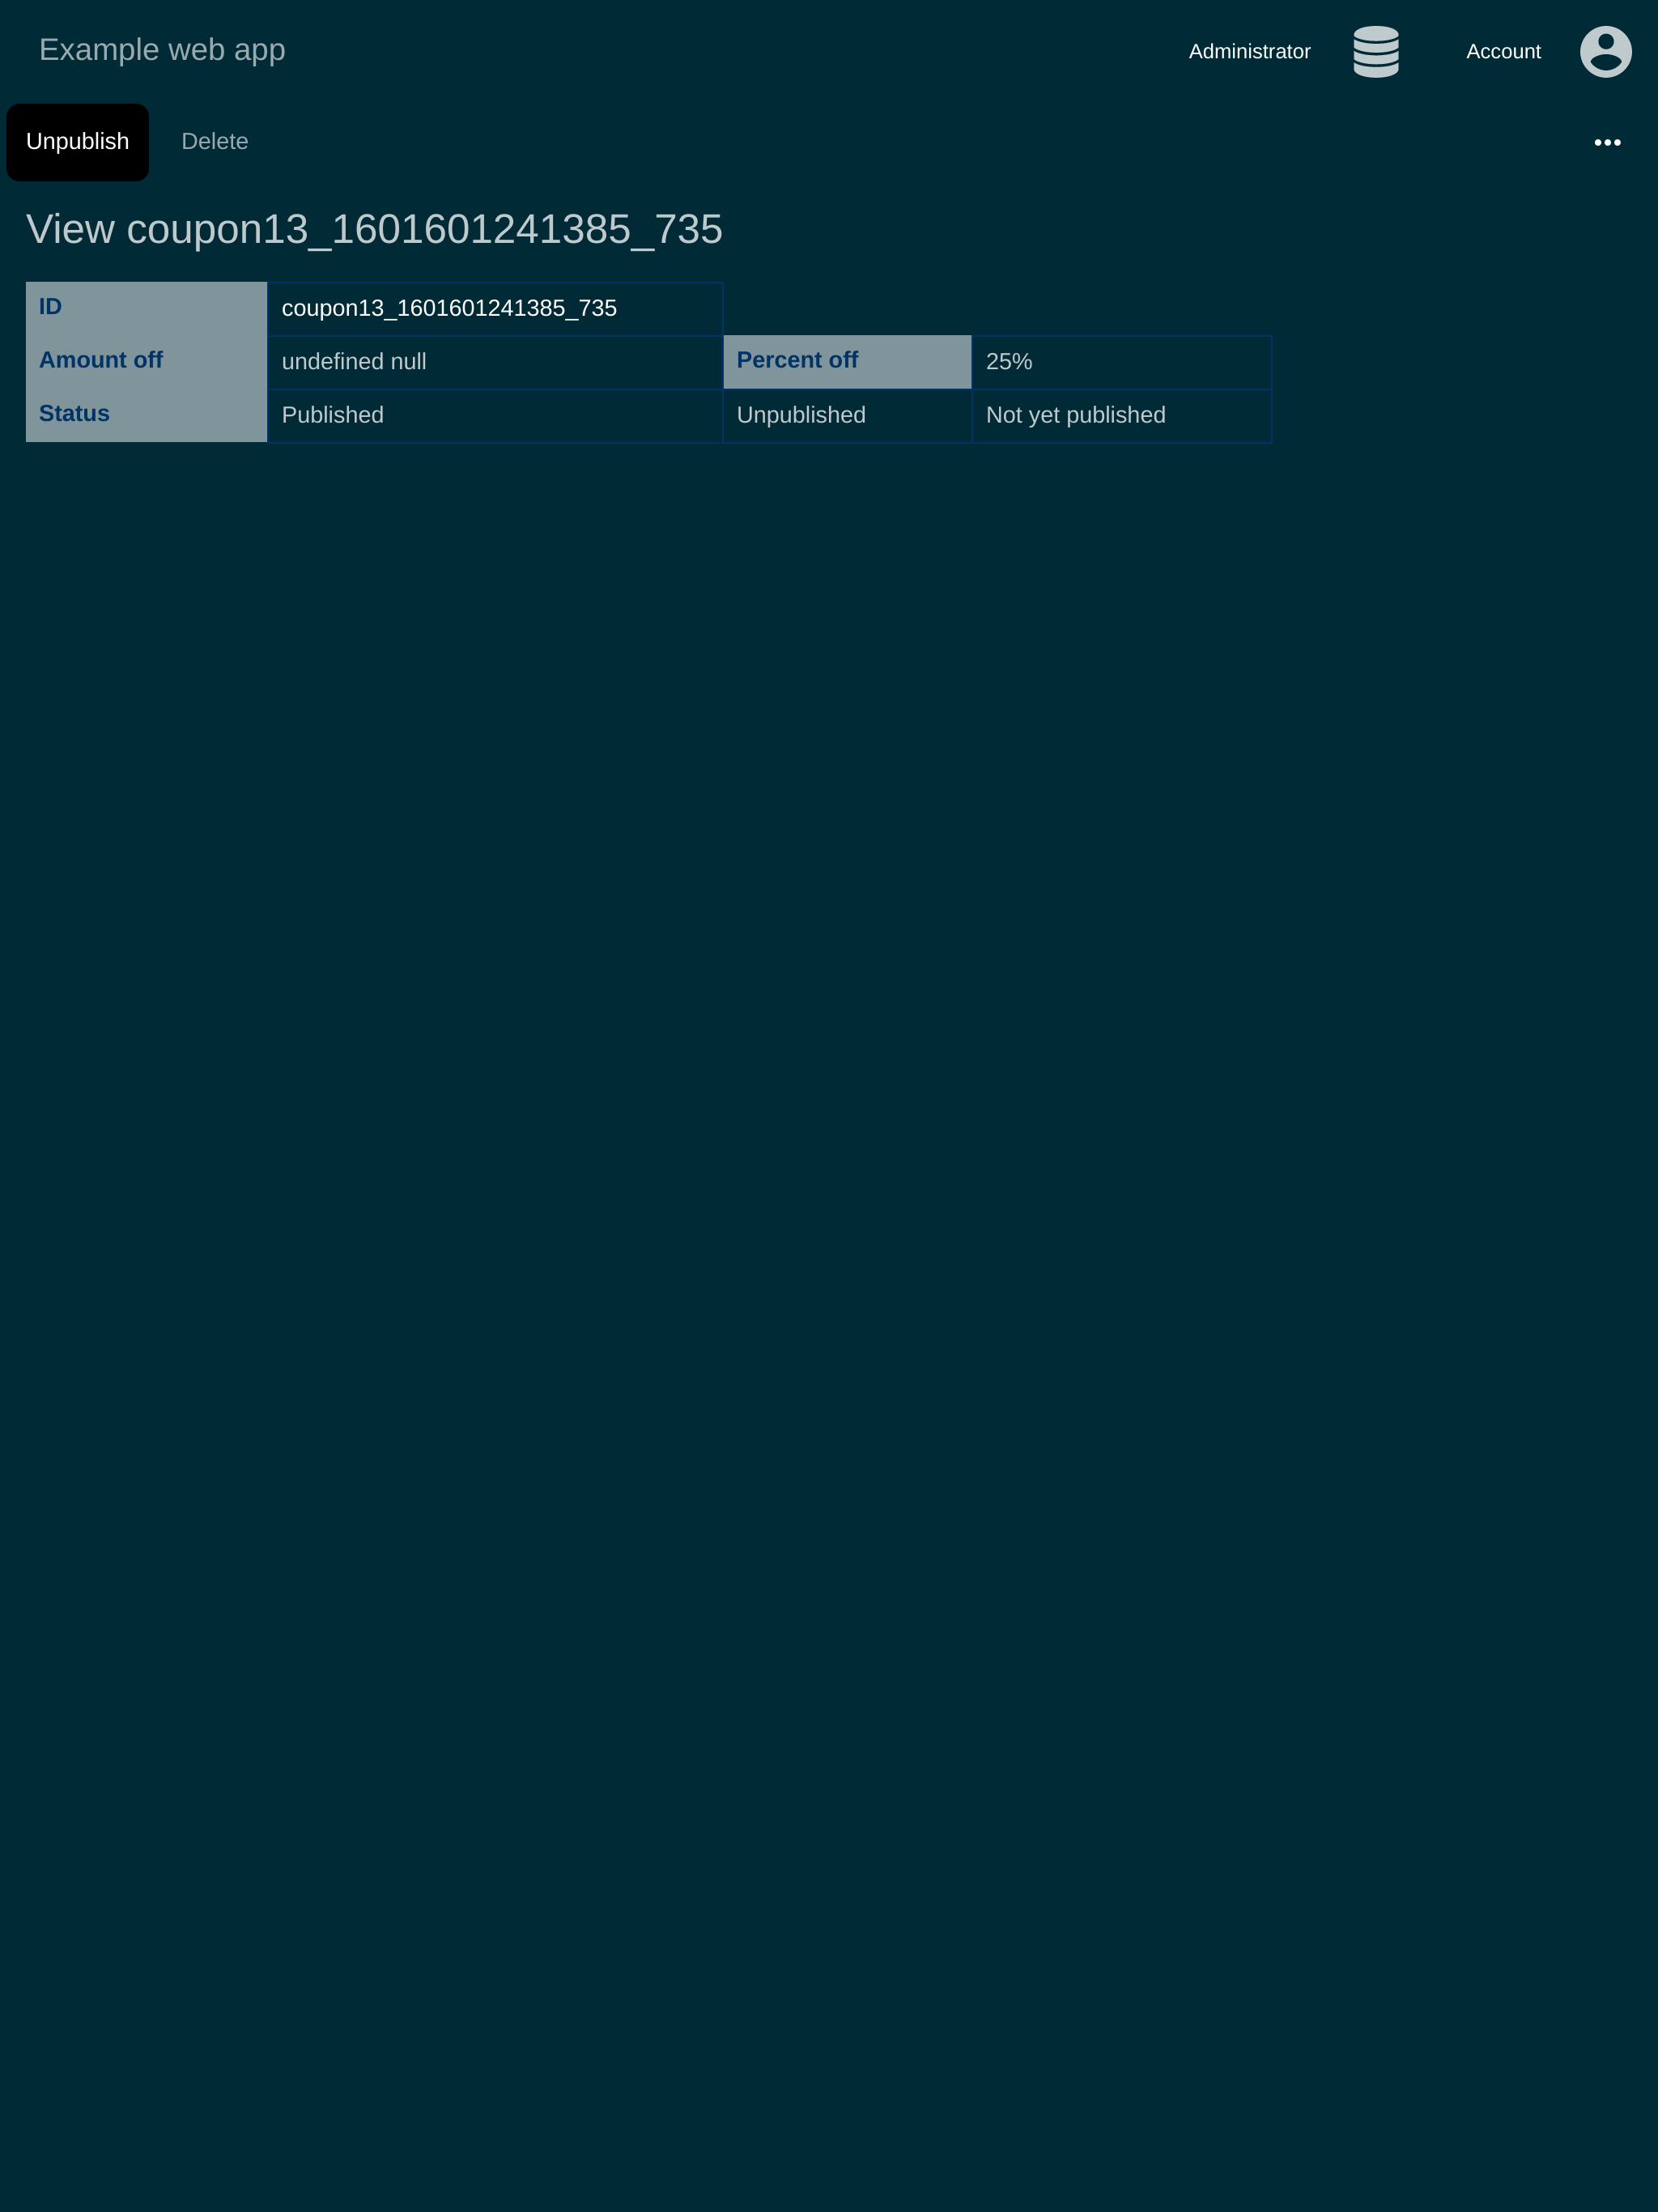 Example web app
Administrator
Account
Unpublish
Delete
•••
View coupon13_1601601241385_735
ID
coupon13_1601601241385_735
Amount off
undefined null
Percent off
25%
Status
Published
Unpublished
Not yet published